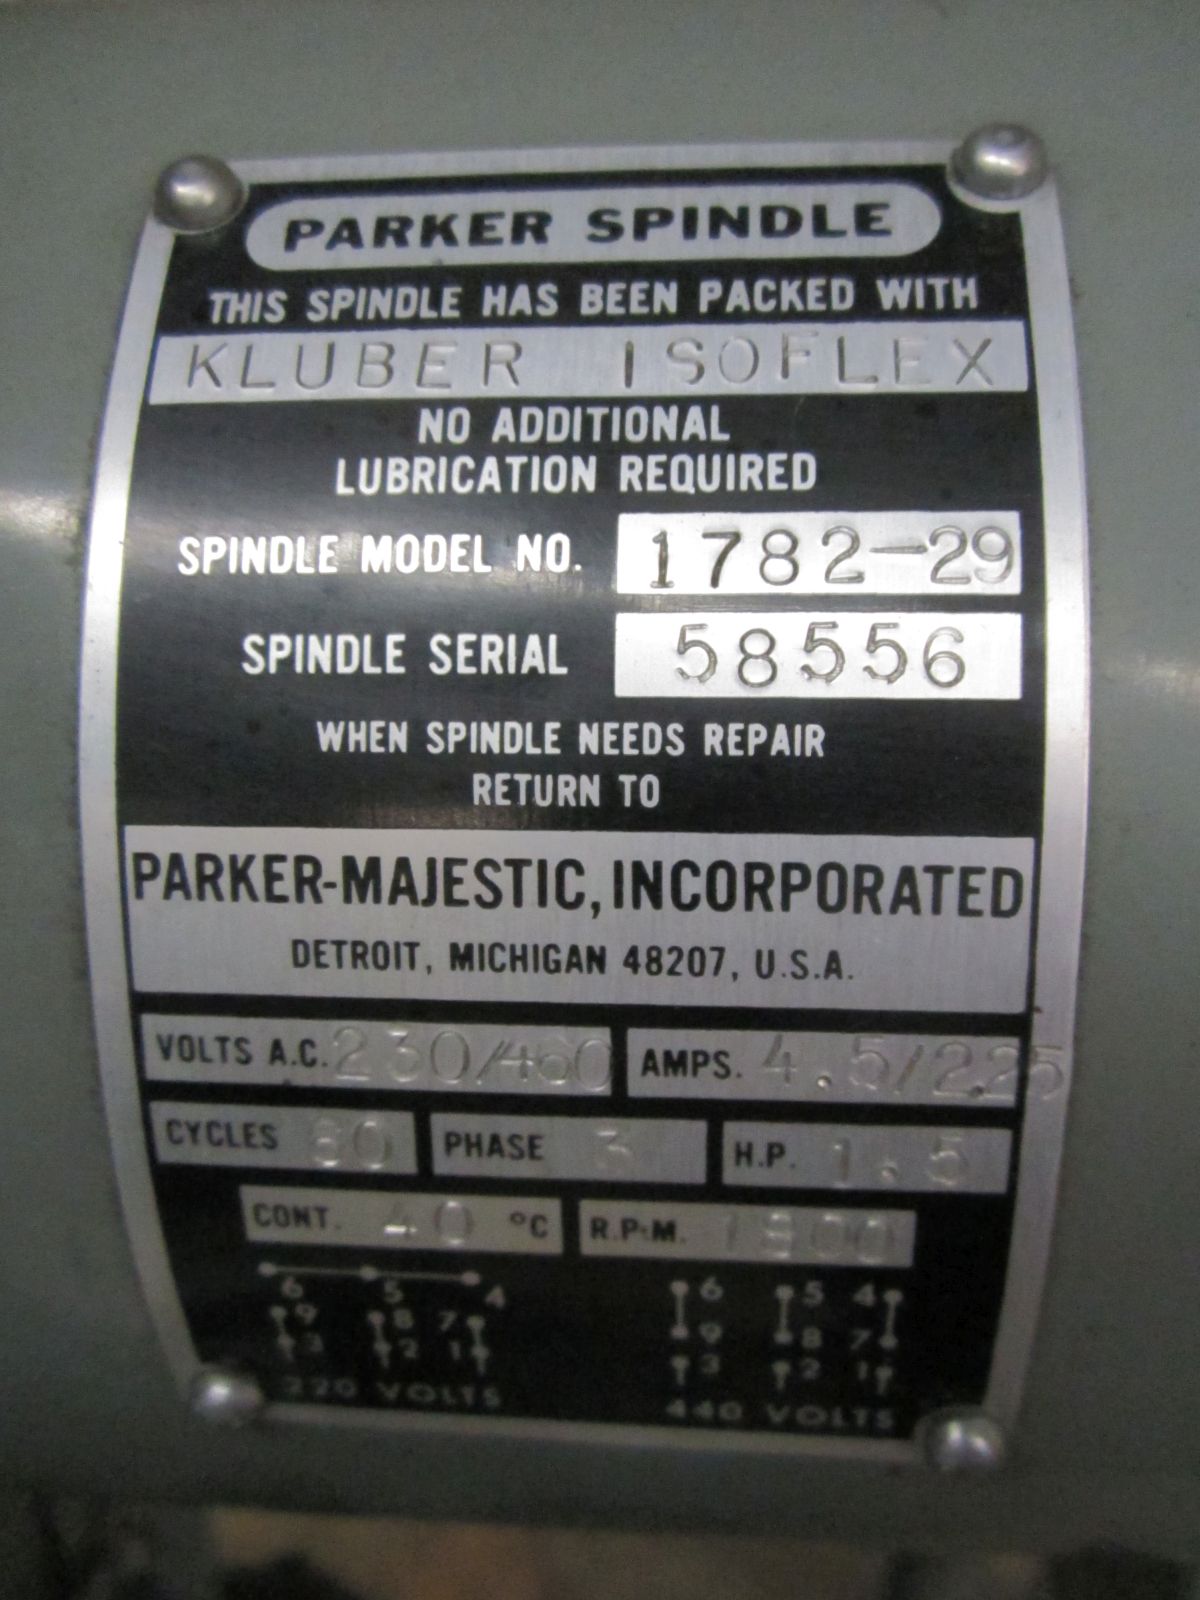 PARKER SPINDLE
THIS SPINDLE HAS BEEN PACKED WITH
KLUBER ISOFLEX
NO ADDITIONAL
LUBRICATION REQUIRED
SPINDLE MODEL NO. 1782-29
SPINDLE SERIAL 58556
WHEN SPINDLE NEEDS REPAIR
RETURN TO
PARKER-MAJESTIC, INCORPORATED
DETROIT, MICHIGAN 48207, U.S.A.
VOLTS A.C. 230/460 AMPS. 4.5/2.25
CYCLES 60 PHASE 3 H.P. 1.5
CONT. 40 °C R.P.M. 1800
6 5 4 6 5 4
9 8 7 9 8 7
3 2 1 3 2 1
220 VOLTS 440 VOLTS